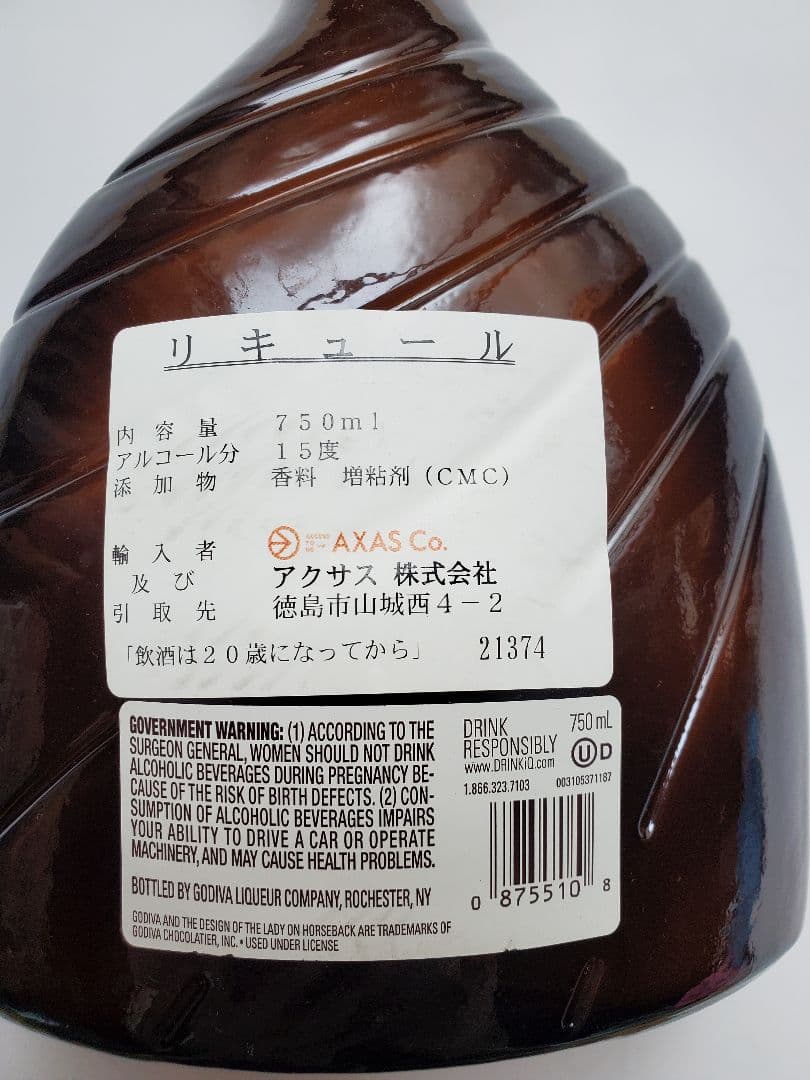 リキュール
内容量 750ml
アルコール分 15度
添加物 香料 増粘剤(CMC)
輸入者 AXAS Co.
及び アクサス 株式会社
引取先 徳島市山城西4-2
「飲酒は20歳になってから」 21374
GOVERNMENT WARNING: (1) ACCORDING TO THE
SURGEON GENERAL, WOMEN SHOULD NOT DRINK
ALCOHOLIC BEVERAGES DURING PREGNANCY BE-
CAUSE OF THE RISK OF BIRTH DEFECTS. (2) CON-
SUMPTION OF ALCOHOLIC BEVERAGES IMPAIRS
YOUR ABILITY TO DRIVE A CAR OR OPERATE
MACHINERY, AND MAY CAUSE HEALTH PROBLEMS.
BOTTLED BY GODIVA LIQUEUR COMPANY, ROCHESTER, NY
GODIVA AND THE DESIGN OF THE LADY ON HORSEBACK ARE TRADEMARKS OF
GODIVA CHOCOLATIER, INC. • USED UNDER LICENSE
DRINK 750 mL
RESPONSIBLY U D
www.DRINKiQ.com
1.866.323.7103 003105371187
0 875510 8